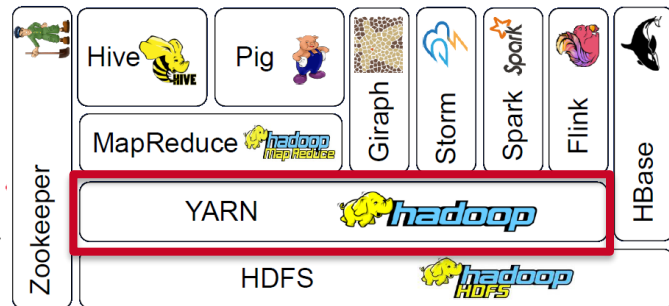 Zookeeper
Hive
HIVE
Pig
Giraph
Storm
Spark
Spark
Flink
HBase
MapReduce
hadoop
Map Reduce
YARN
hadoop
HDFS
hadoop
HDFS